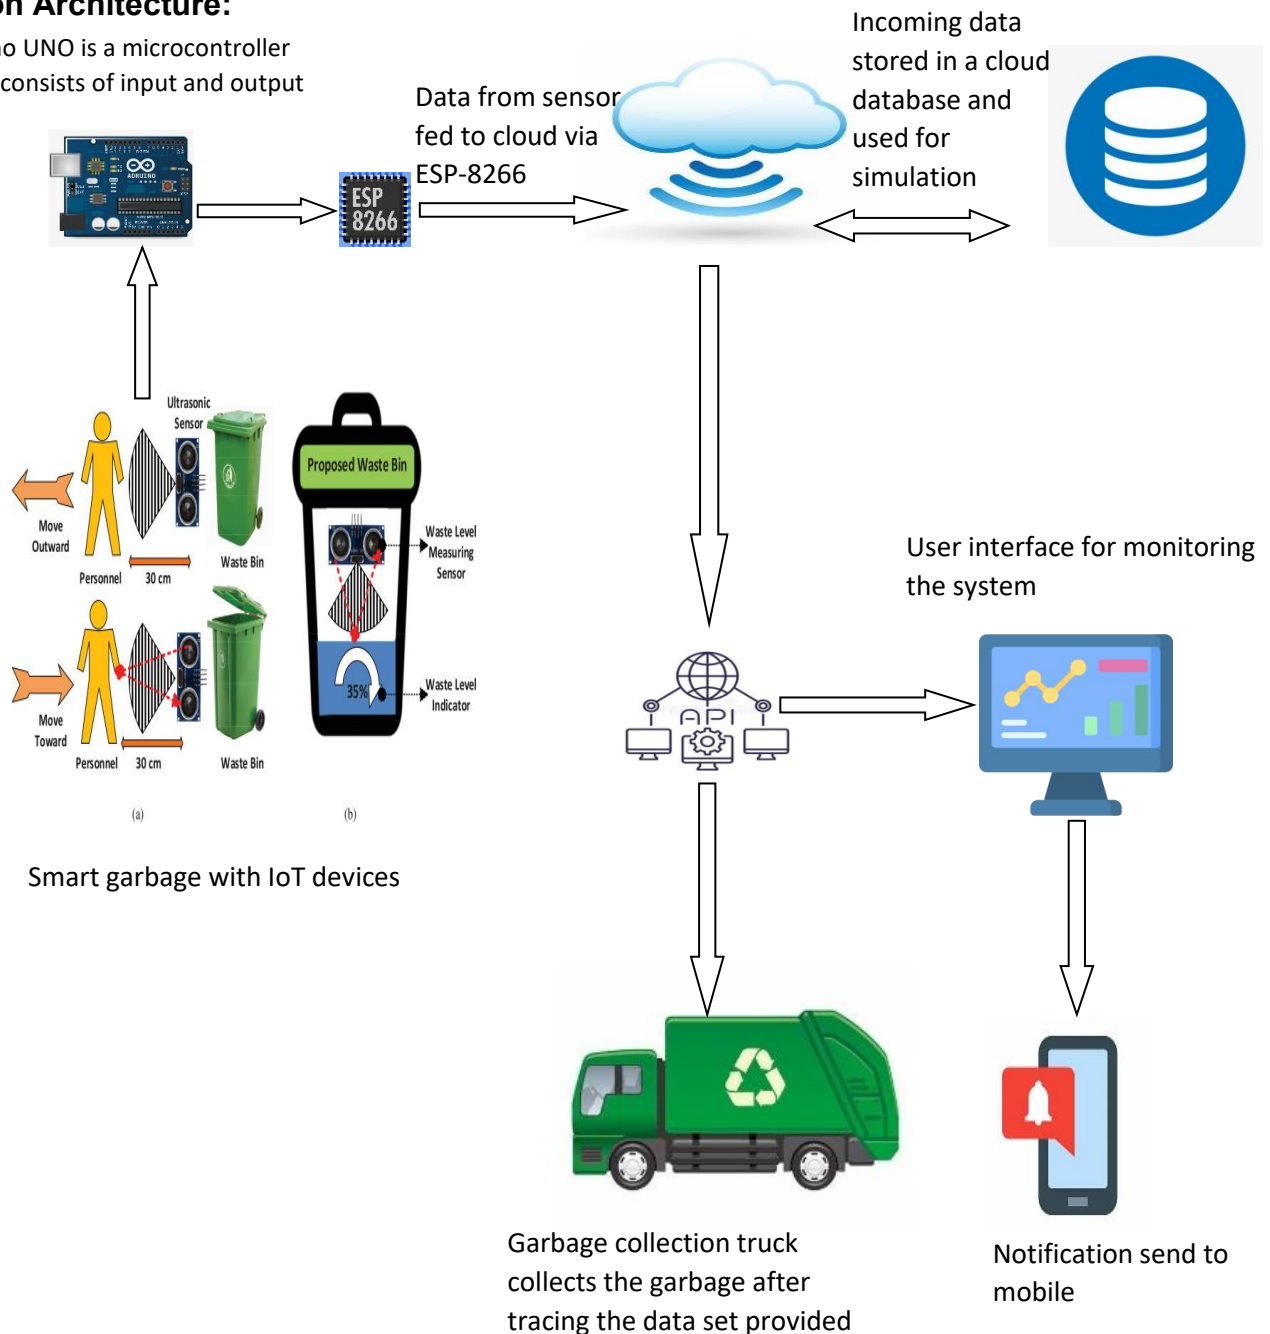 on Architecture:
no UNO is a microcontroller
consists of input and output
Data from sensor
fed to cloud via
ESP-8266
Incoming data
stored in a cloud
database and
used for
simulation
ADRUINO
ESP
8266
Ultrasonic
Sensor
Move
Outward
Personnel
30 cm
Waste Bin
Move
Toward
Personnel
30 cm
Waste Bin
(a)
Proposed Waste Bin
Waste Level
Measuring
Sensor
35%
Waste Level
Indicator
(b)
Smart garbage with IoT devices
User interface for monitoring
the system
API
Garbage collection truck
collects the garbage after
tracing the data set provided
Notification send to
mobile